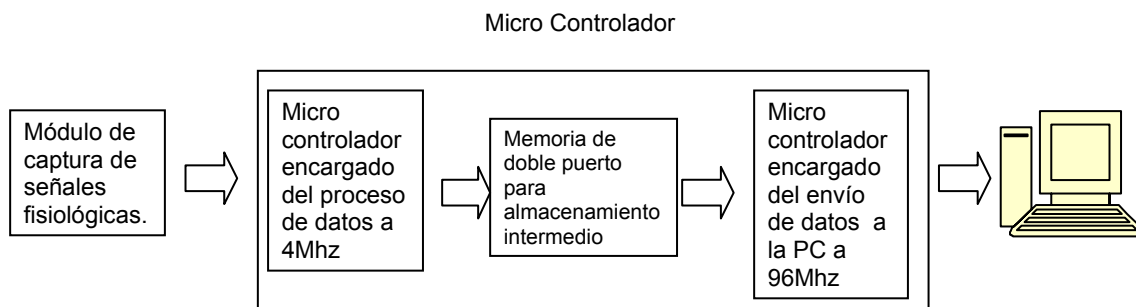 Micro Controlador
Módulo de
captura de
señales
fisiológicas.
Micro
controlador
encargado
del proceso
de datos a
4Mhz
Memoria de
doble puerto
para
almacenamiento
intermedio
Micro
controlador
encargado
del envío
de datos a
la PC a
96Mhz